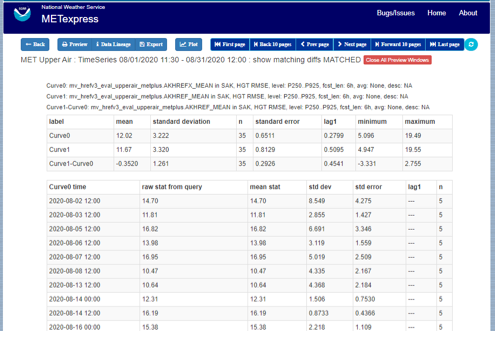 National Weather Service
METexpress
Bugs/Issues Home About
Back Preview Data Lineage Export Plot First page Back 10 pages Prev page Next page Forward 10 pages Last page
MET Upper Air : TimeSeries 08/01/2020 11:30 - 08/31/2020 12:00 : show matching diffs MATCHED Close All Preview Windows
Curve0: mv_hrefv3_eval_upperair_metplus.AKHREFX_MEAN in SAK, HGT RMSE, level: P250..P925, fcst_len: 6h, avg: None, desc: NA
Curve1: mv_hrefv3_eval_upperair_metplus.AKHREF_MEAN in SAK, HGT RMSE, level: P250..P925, fcst_len: 6h, avg: None, desc: NA
Curve1-Curve0: mv_hrefv3_eval_upperair_metplus.AKHREF_MEAN in SAK, HGT RMSE, level: P250..P925, fcst_len: 6h, avg: None, desc: NA
label mean standard deviation n standard error lag1 minimum maximum
Curve0 12.02 3.222 35 0.6511 0.2799 5.096 19.49
Curve1 11.67 3.320 35 0.8129 0.5095 4.947 19.55
Curve1-Curve0 -0.3520 1.261 35 0.2926 0.4541 -3.331 2.755
Curve0 time raw stat from query mean stat std dev std error lag1 n
2020-08-02 12:00 14.70 14.70 8.549 4.275 --- 5
2020-08-03 12:00 11.81 11.81 2.855 1.427 --- 5
2020-08-05 12:00 16.82 16.82 6.691 3.346 --- 5
2020-08-06 12:00 13.98 13.98 3.119 1.559 --- 5
2020-08-07 12:00 16.95 16.95 5.019 2.509 --- 5
2020-08-08 12:00 10.47 10.47 4.335 2.167 --- 5
2020-08-13 12:00 10.64 10.64 4.368 2.184 --- 5
2020-08-14 00:00 12.31 12.31 1.506 0.7530 --- 5
2020-08-14 12:00 16.19 16.19 0.8733 0.4366 --- 5
2020-08-16 00:00 15.38 15.38 2.218 1.109 --- 5